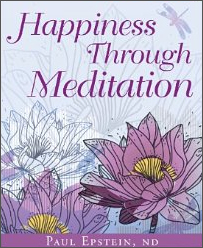 Happiness
Through
Meditation
PAUL EPSTEIN, ND